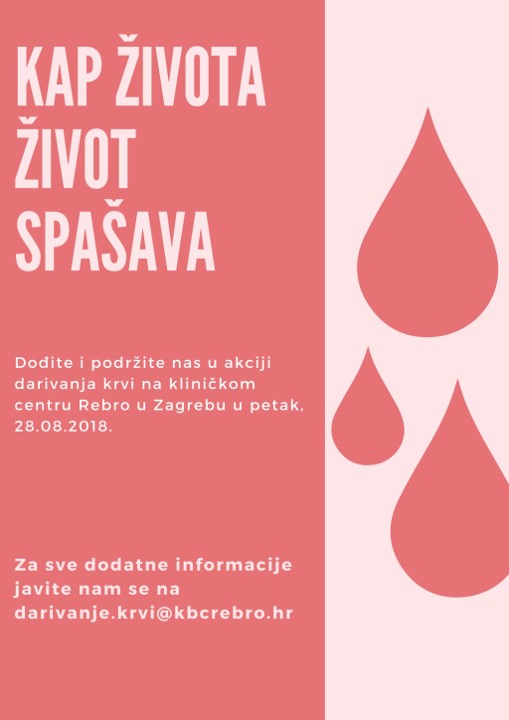 KAP ŽIVOTA
ŽIVOT
SPAŠAVA
Dođite i podržite nas u akciji
darivanja krvi na kliničkom
centru Rebro u Zagrebu u petak,
28.08.2018.
Za sve dodatne informacije
javite nam se na
darivanje.krvi@kbcrebro.hr